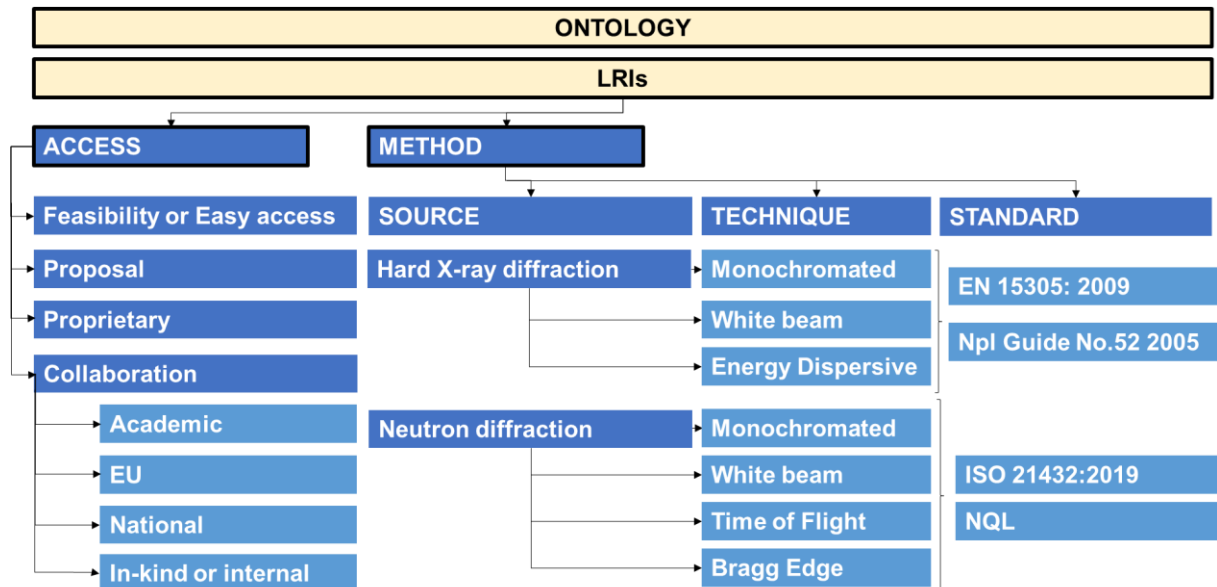 ONTOLOGY
LRIs
ACCESS
METHOD
Feasibility or Easy access
SOURCE
TECHNIQUE
STANDARD
Proposal
Hard X-ray diffraction
Monochromated
EN 15305: 2009
Proprietary
White beam
Npl Guide No.52 2005
Collaboration
Energy Dispersive
Academic
Neutron diffraction
Monochromated
EU
White beam
ISO 21432:2019
National
Time of Flight
NQL
In-kind or internal
Bragg Edge